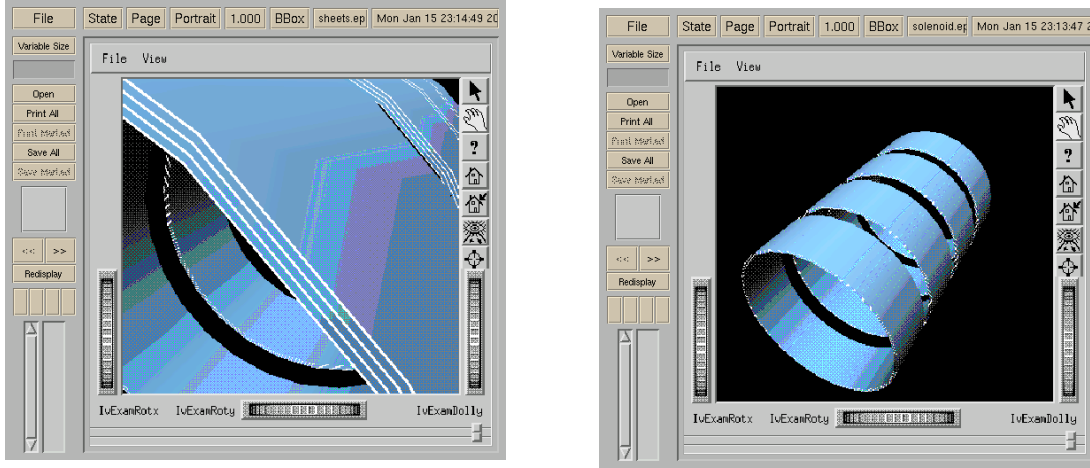 File State Page Portrait 1.000 BBox sheets.ep Mon Jan 15 23:14:49 20
Variable Size
File View
Open
Print All
Print Marked
Save All
Save Marked
?
<< >>
Redisplay
IvExamRotx IvExamRoty IvExamDolly
File State Page Portrait 1.000 BBox solenoid.ep Mon Jan 15 23:13:47 2
Variable Size
File View
Open
Print All
Print Marked
Save All
Save Marked
?
<< >>
Redisplay
IvExamRotx IvExamRoty IvExamDolly